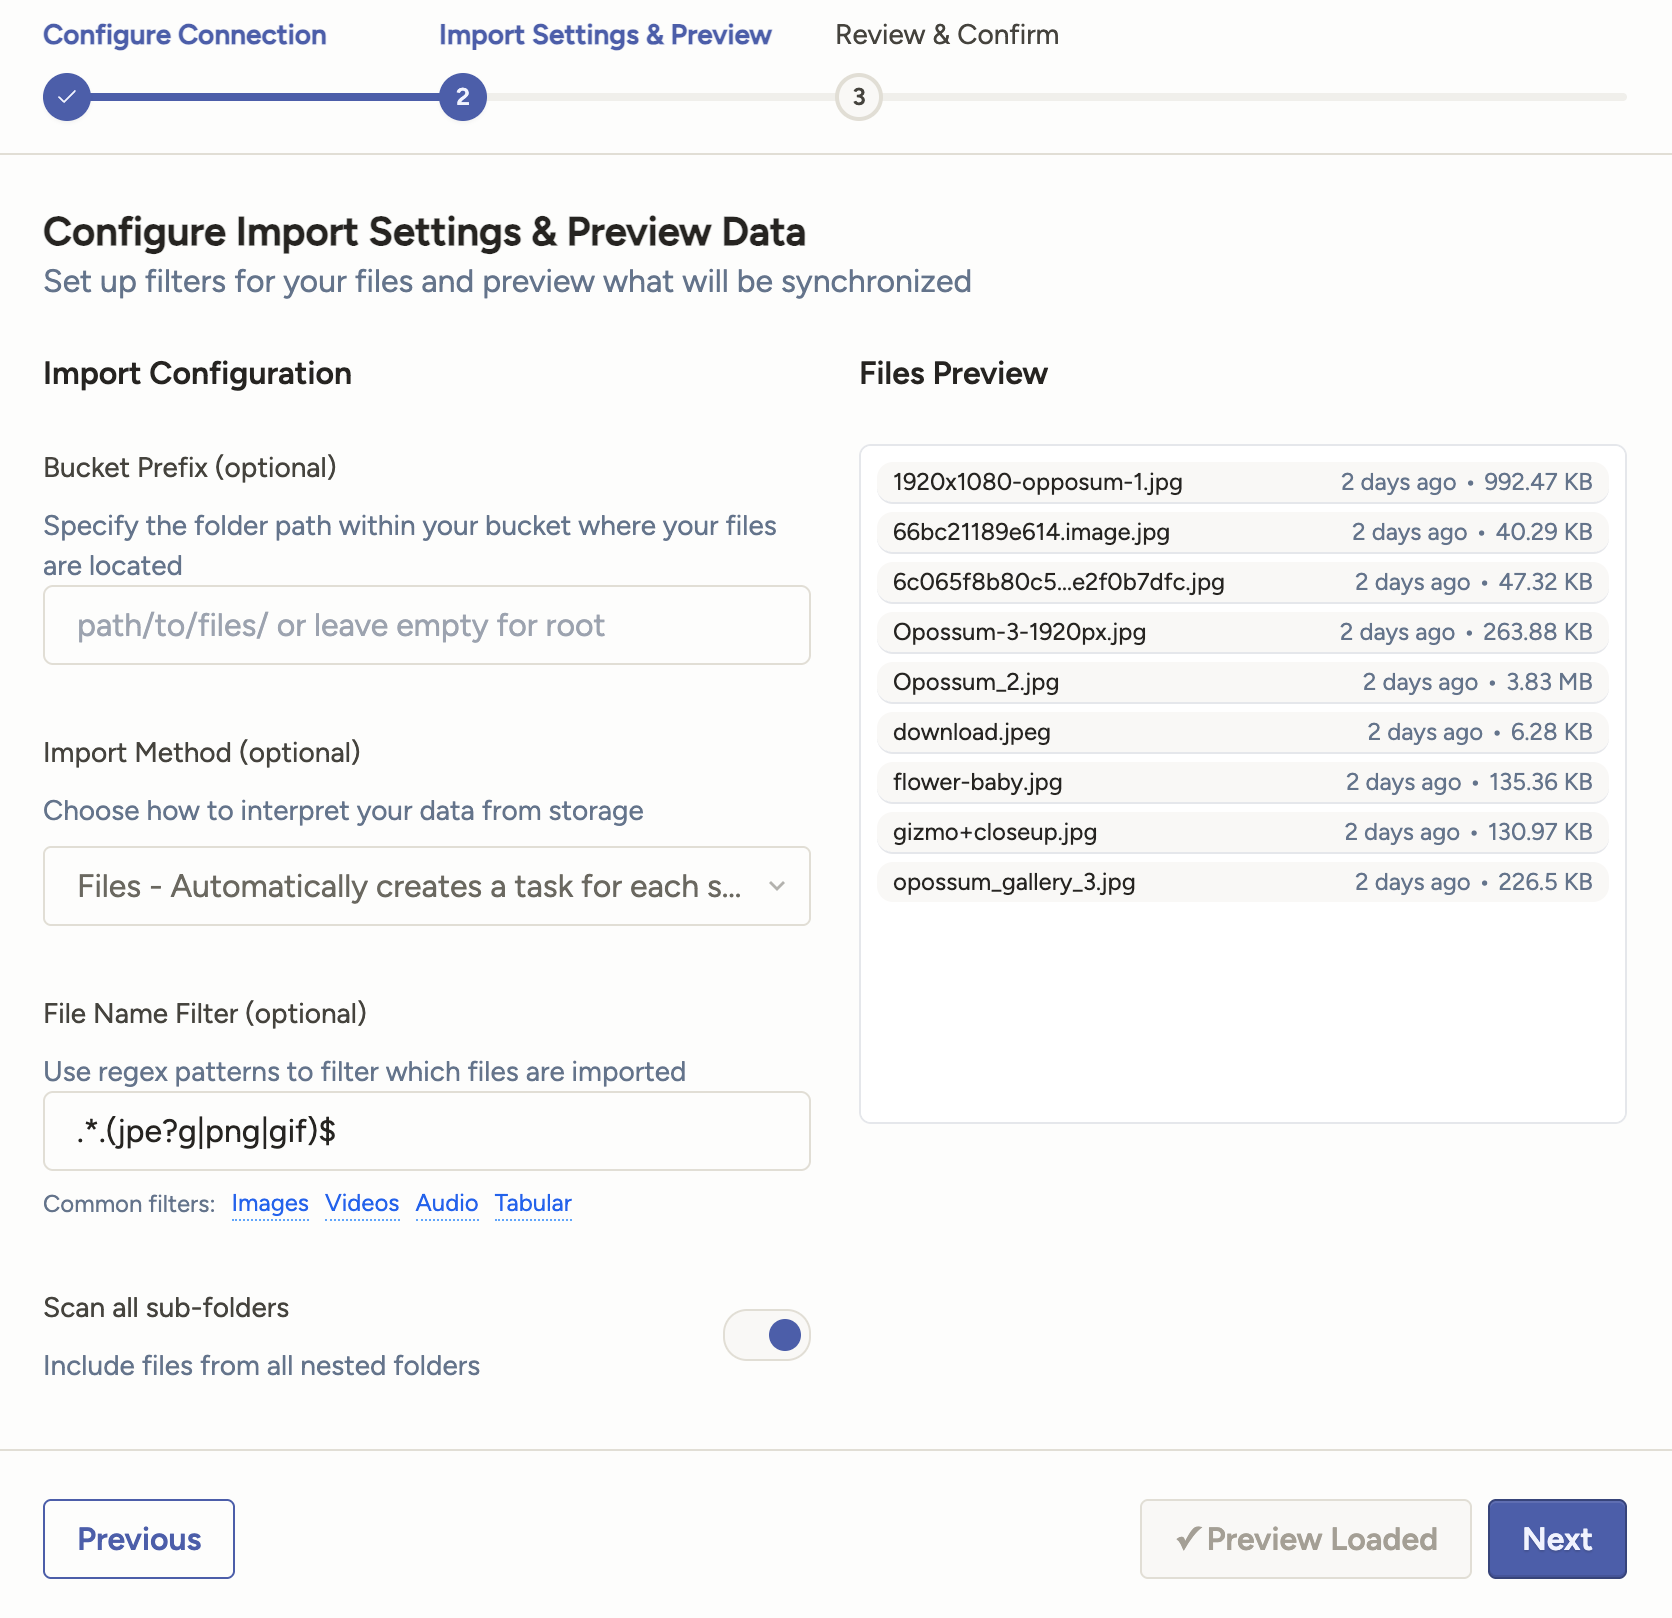 Configure Connection
Import Settings & Preview
Review & Confirm
2
3
Configure Import Settings & Preview Data
Set up filters for your files and preview what will be synchronized
Import Configuration
Bucket Prefix (optional)
Specify the folder path within your bucket where your files
are located
path/to/files/ or leave empty for root
Import Method (optional)
Choose how to interpret your data from storage
Files - Automatically creates a task for each s...
File Name Filter (optional)
Use regex patterns to filter which files are imported
.*.(jpe?g|png|gif)$
Common filters: Images Videos Audio Tabular
Scan all sub-folders
Include files from all nested folders
Files Preview
1920x1080-opposum-1.jpg 2 days ago • 992.47 KB
66bc21189e614.image.jpg 2 days ago • 40.29 KB
6c065f8b80c5...e2f0b7dfc.jpg 2 days ago • 47.32 KB
Opossum-3-1920px.jpg 2 days ago • 263.88 KB
Opossum_2.jpg 2 days ago • 3.83 MB
download.jpeg 2 days ago • 6.28 KB
flower-baby.jpg 2 days ago • 135.36 KB
gizmo+closeup.jpg 2 days ago • 130.97 KB
opossum_gallery_3.jpg 2 days ago • 226.5 KB
Previous
✓ Preview Loaded
Next